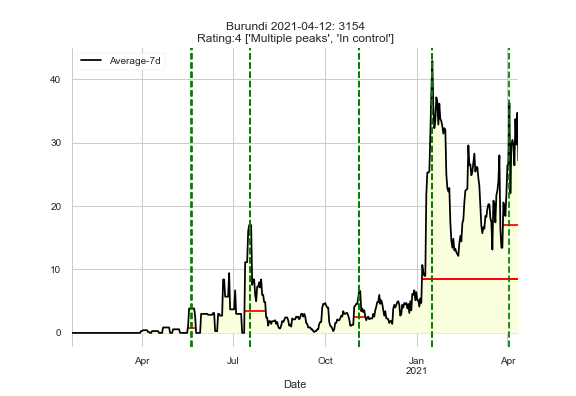 Burundi 2021-04-12: 3154
Rating:4 ['Multiple peaks', 'In control']
Average-7d
40
30
20
10
0
Apr Jul Oct Jan Apr
2021
Date